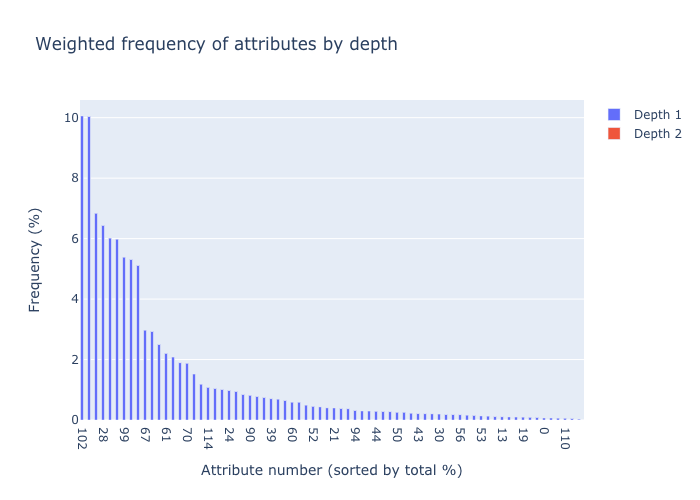 Weighted frequency of attributes by depth
Depth 1
Depth 2
Frequency (%)
10
8
6
4
2
0
102 28 99 67 61 70 114 24 90 39 60 52 21 94 44 50 43 30 56 53 13 19 0 110
Attribute number (sorted by total %)